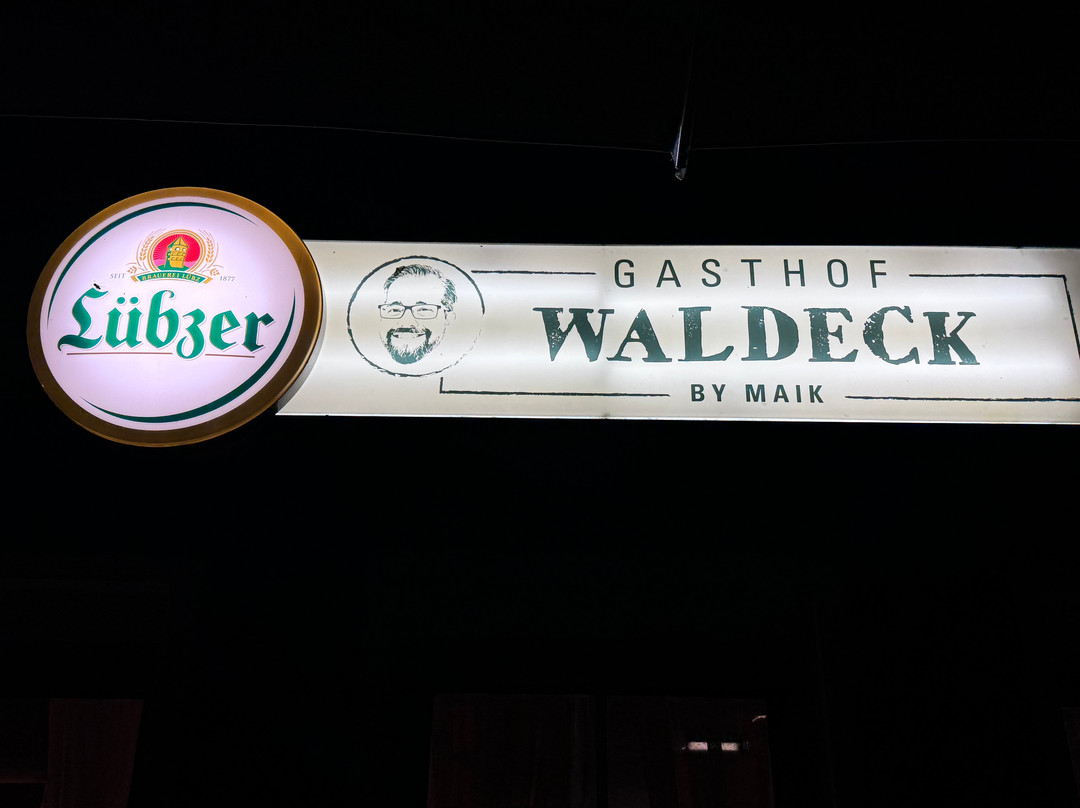 SEIT 1877
BRAUEREI LÜBZ
Lübzer
GASTHOF
WALDECK
BY MAIK